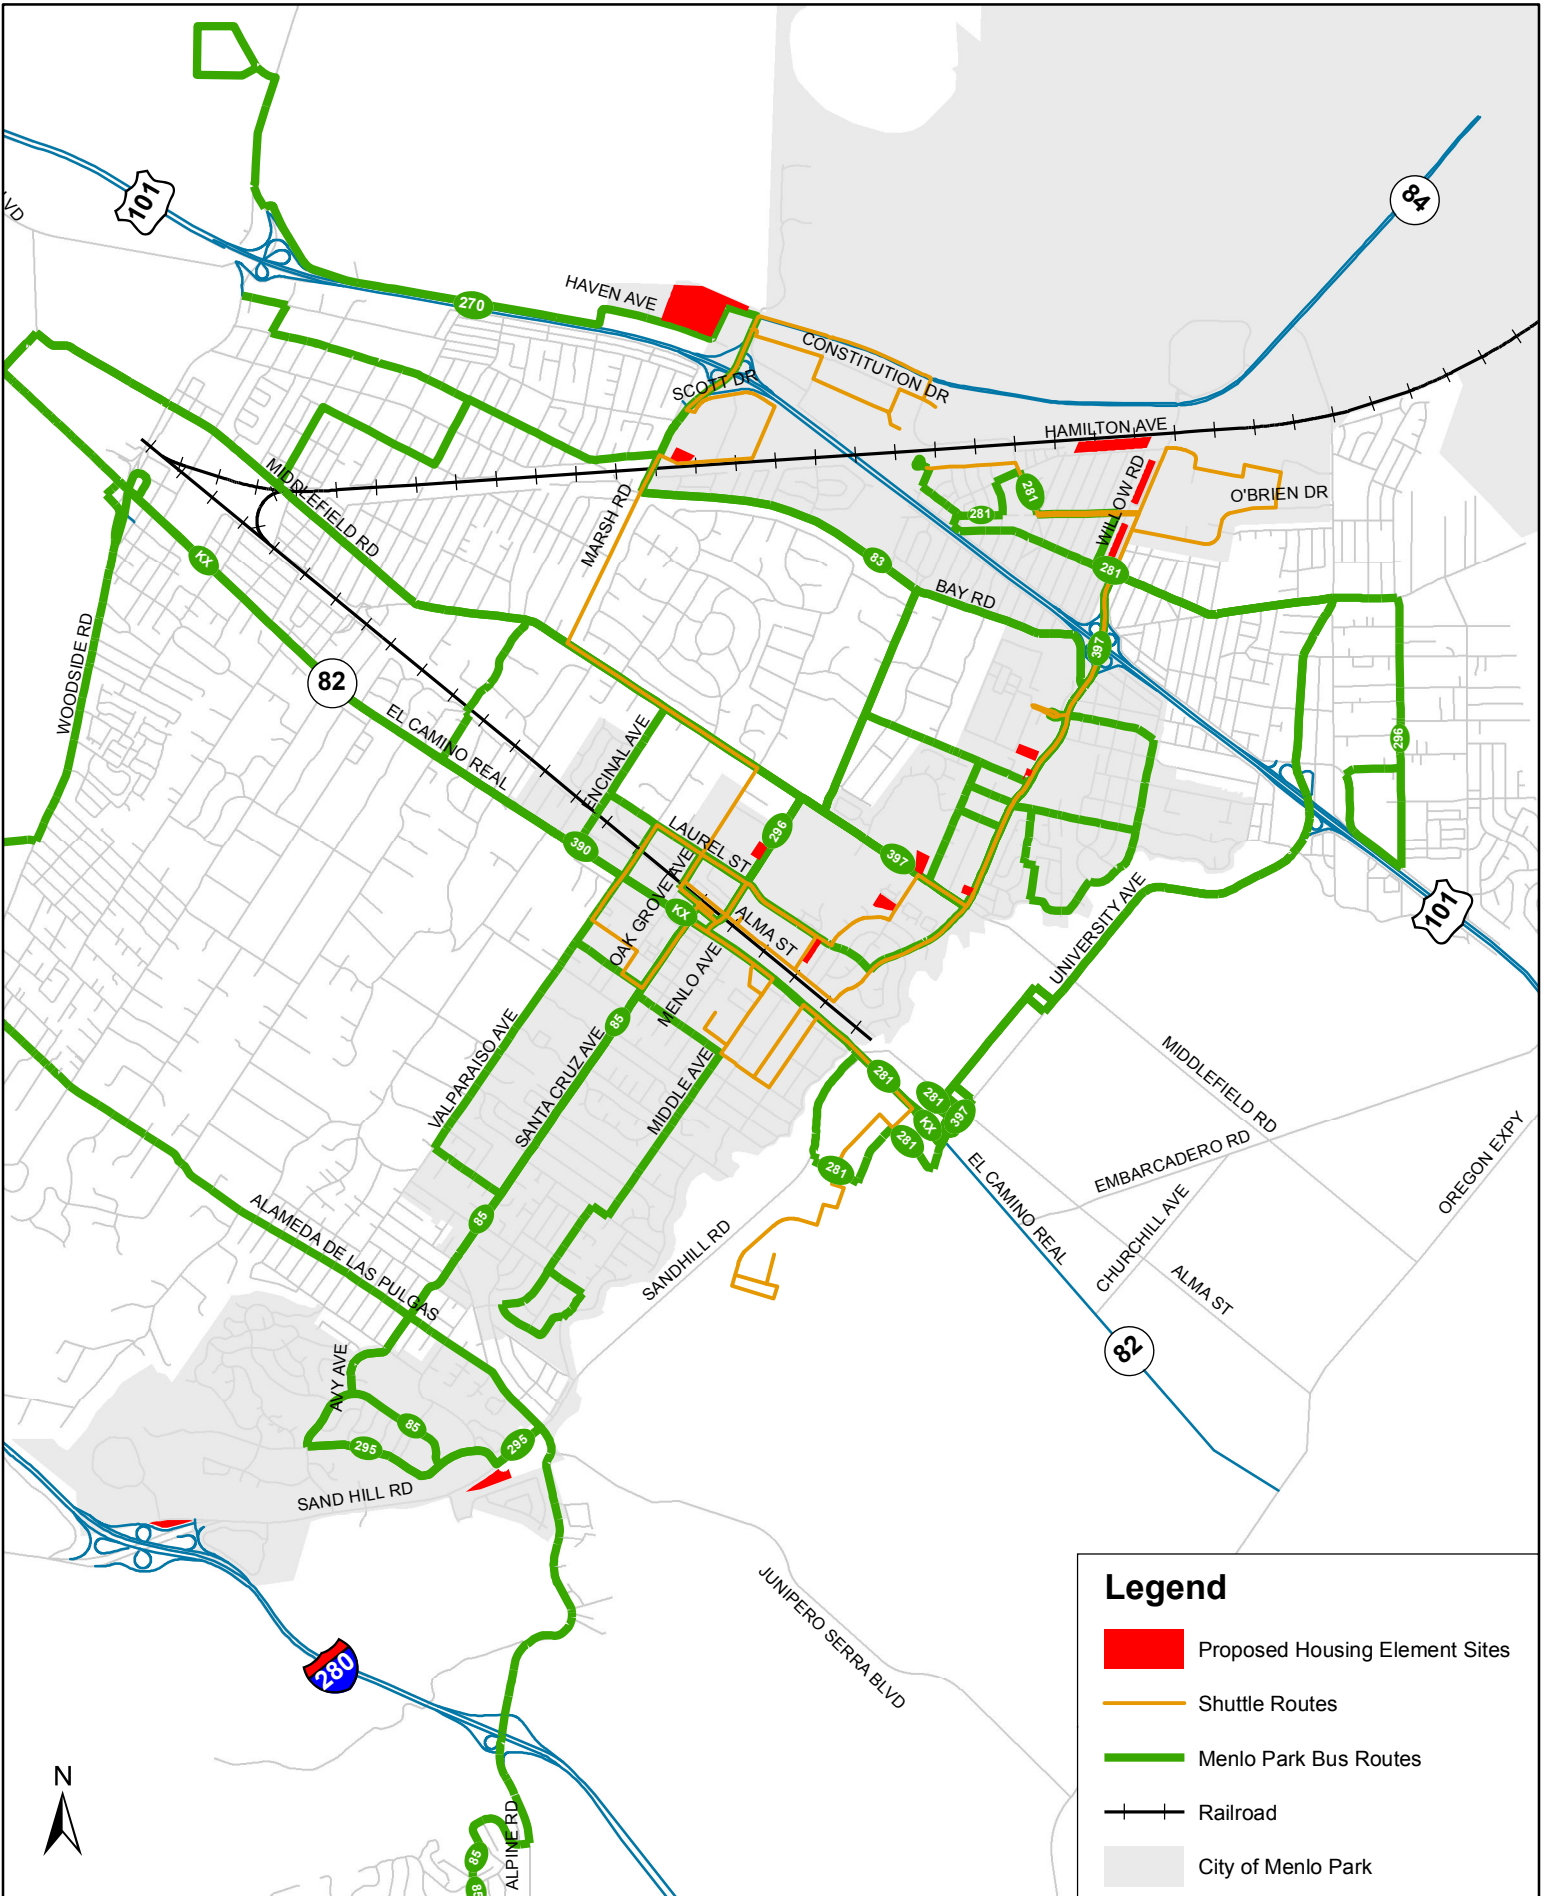 101
LVD
84
270
HAVEN AVE
CONSTITUTION DR
SCOTT DR
HAMILTON AVE
WILLOW RD
O'BRIEN DR
281
281
281
MIDDLEFIELD RD
MARSH RD
83
BAY RD
KX
WOODSIDE RD
82
397
EL CAMINO REAL
ENCINAL AVE
296
390
LAUREL ST
296
397
OAK GROVE AVE
KX
ALMA ST
101
UNIVERSITY AVE
MENLO AVE
85
VALPARAISO AVE
SANTA CRUZ AVE
MIDDLE AVE
281
281
397
KX
281
281
MIDDLEFIELD RD
EMBARCADERO RD
OREGON EXPY
EL CAMINO REAL
CHURCHILL AVE
ALMA ST
82
85
ALAMEDA DE LAS PULGAS
SANDHILL RD
AVY AVE
85
295
295
SAND HILL RD
280
JUNIPERO SERRA BLVD
N
ALPINE RD
85
85
Legend
Proposed Housing Element Sites
Shuttle Routes
Menlo Park Bus Routes
Railroad
City of Menlo Park